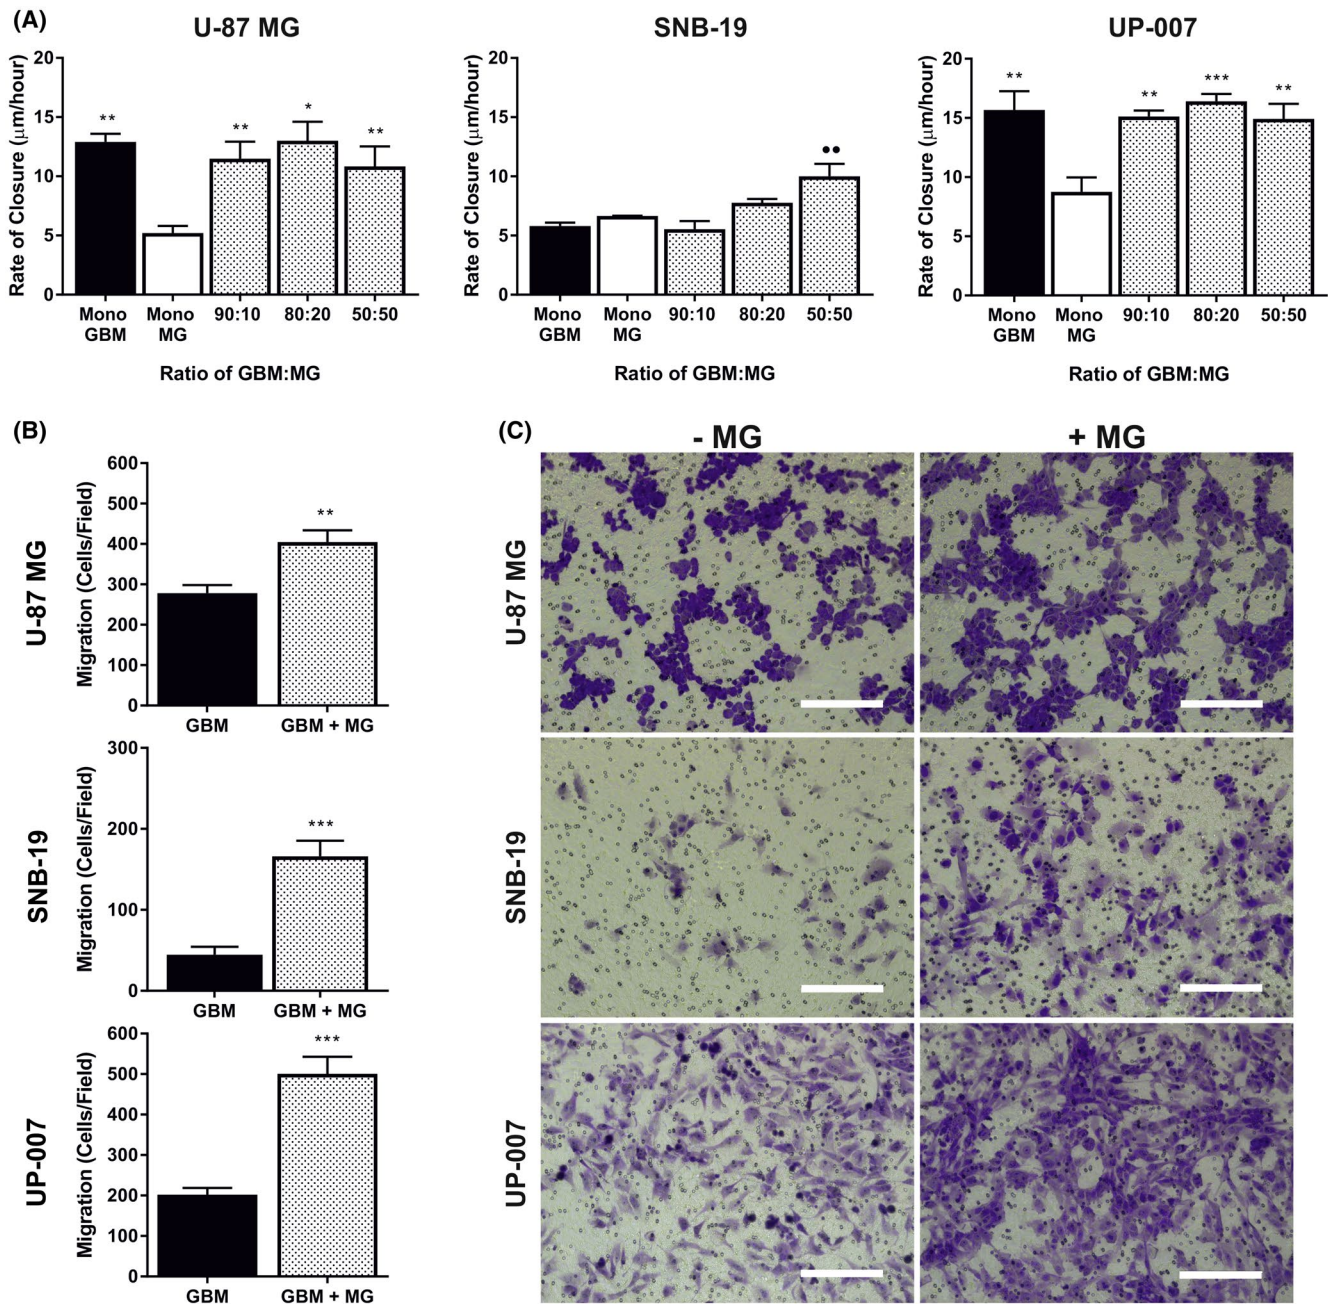 (A)
U-87 MG
SNB-19
UP-007
Rate of Closure (μm/hour)
20
15
10
5
0
**
**
*
**
Mono GBM
Mono MG
90:10
80:20
50:50
Ratio of GBM:MG
Rate of Closure (μm/hour)
20
15
10
5
0
●●
Mono GBM
Mono MG
90:10
80:20
50:50
Ratio of GBM:MG
Rate of Closure (μm/hour)
20
15
10
5
0
**
**
***
**
Mono GBM
Mono MG
90:10
80:20
50:50
Ratio of GBM:MG
(B)
U-87 MG
Migration (Cells/Field)
600
500
400
300
200
100
0
**
GBM
GBM + MG
SNB-19
Migration (Cells/Field)
300
200
100
0
***
GBM
GBM + MG
UP-007
Migration (Cells/Field)
600
500
400
300
200
100
0
***
GBM
GBM + MG
(C)
- MG
+ MG
U-87 MG
SNB-19
UP-007